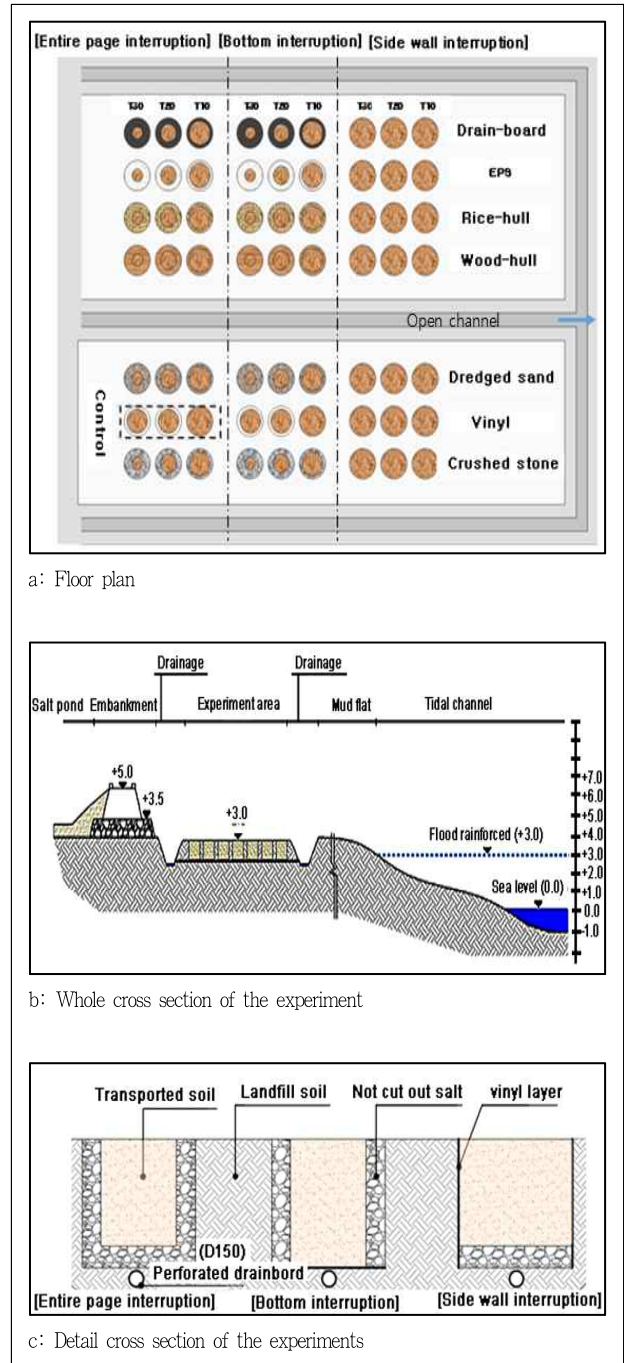 [Entire page interruption] [Bottom interruption] [Side wall interruption]
T30 T20 T10 T30 T20 T10 T30 T20 T10
Drain-board
EPS
Rice-hull
Wood-hull
Open channel
Control
Dredged sand
Vinyl
Crushed stone
a: Floor plan
Drainage Drainage
Salt pond Embankment Experiment area Mud flat Tidal channel
+5.0
+3.5
+3.0
Flood reinforced (+3.0)
Sea level (0.0)
+7.0
+6.0
+5.0
+4.0
+3.0
+2.0
+1.0
0.0
-1.0
b: Whole cross section of the experiment
Transported soil Landfill soil Not cut out salt vinyl layer
(D150)
Perforated drainbord
[Entire page interruption] [Bottom interruption] [Side wall interruption]
c: Detail cross section of the experiments